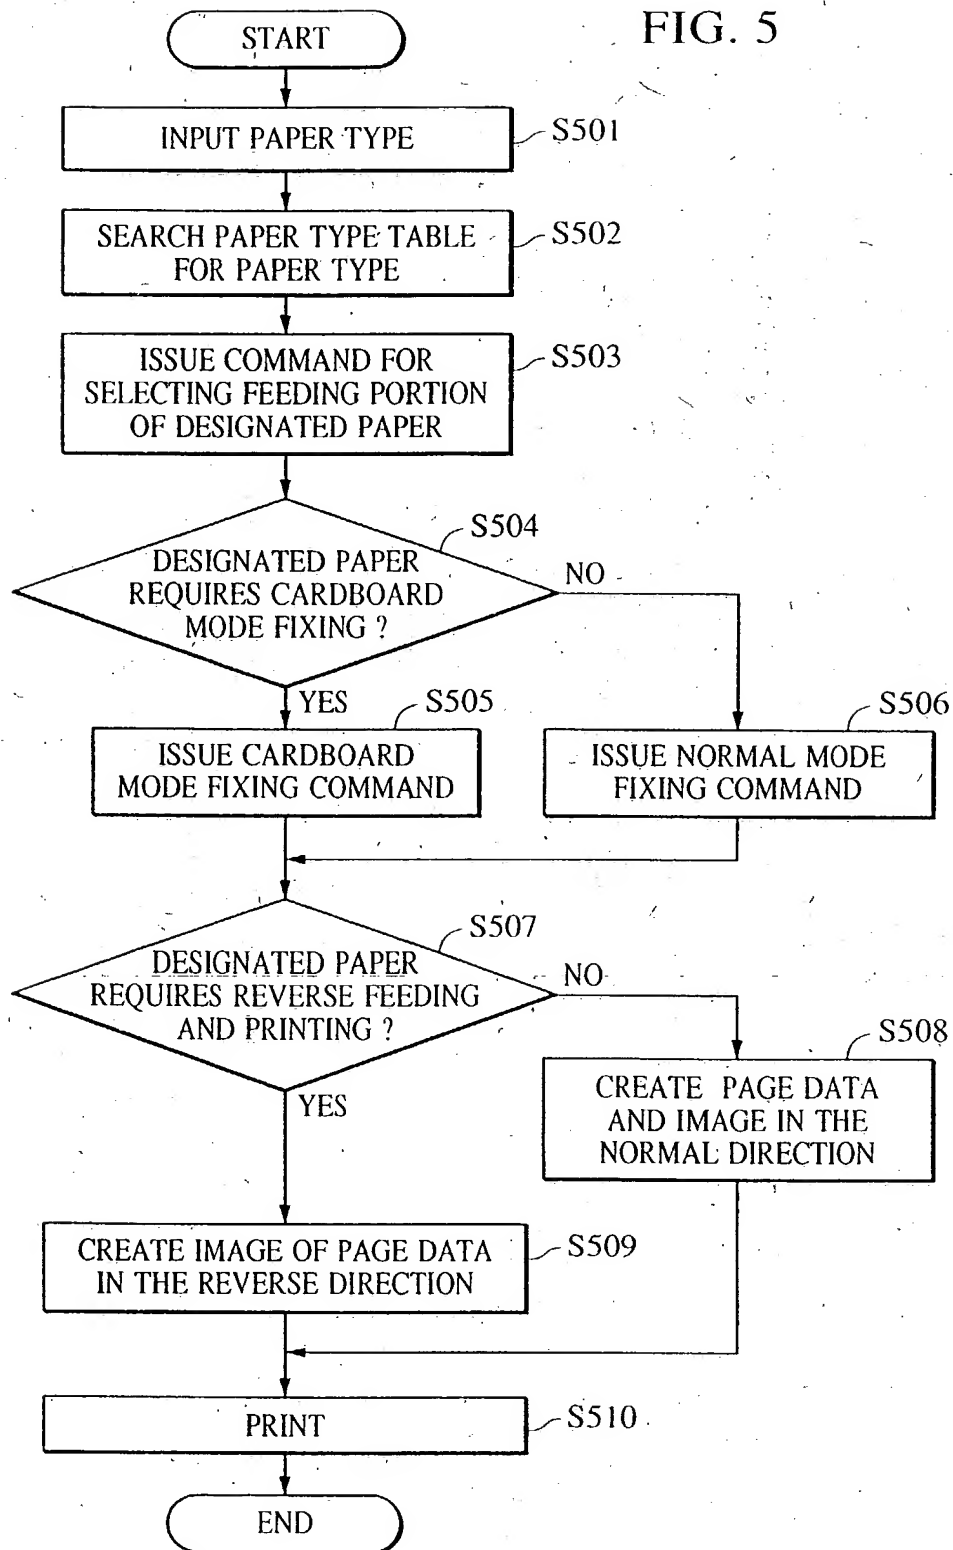 FIG. 5
START
INPUT PAPER TYPE
S501
SEARCH PAPER TYPE TABLE
FOR PAPER TYPE
S502
ISSUE COMMAND FOR
SELECTING FEEDING PORTION
OF DESIGNATED PAPER
S503
S504
DESIGNATED PAPER
REQUIRES CARDBOARD
MODE FIXING ?
NO
YES
S505
ISSUE CARDBOARD
MODE FIXING COMMAND
S506
ISSUE NORMAL MODE
FIXING COMMAND
S507
DESIGNATED PAPER
REQUIRES REVERSE FEEDING
AND PRINTING ?
NO
YES
S508
CREATE PAGE DATA
AND IMAGE IN THE
NORMAL DIRECTION
CREATE IMAGE OF PAGE DATA
IN THE REVERSE DIRECTION
S509
PRINT
S510
END